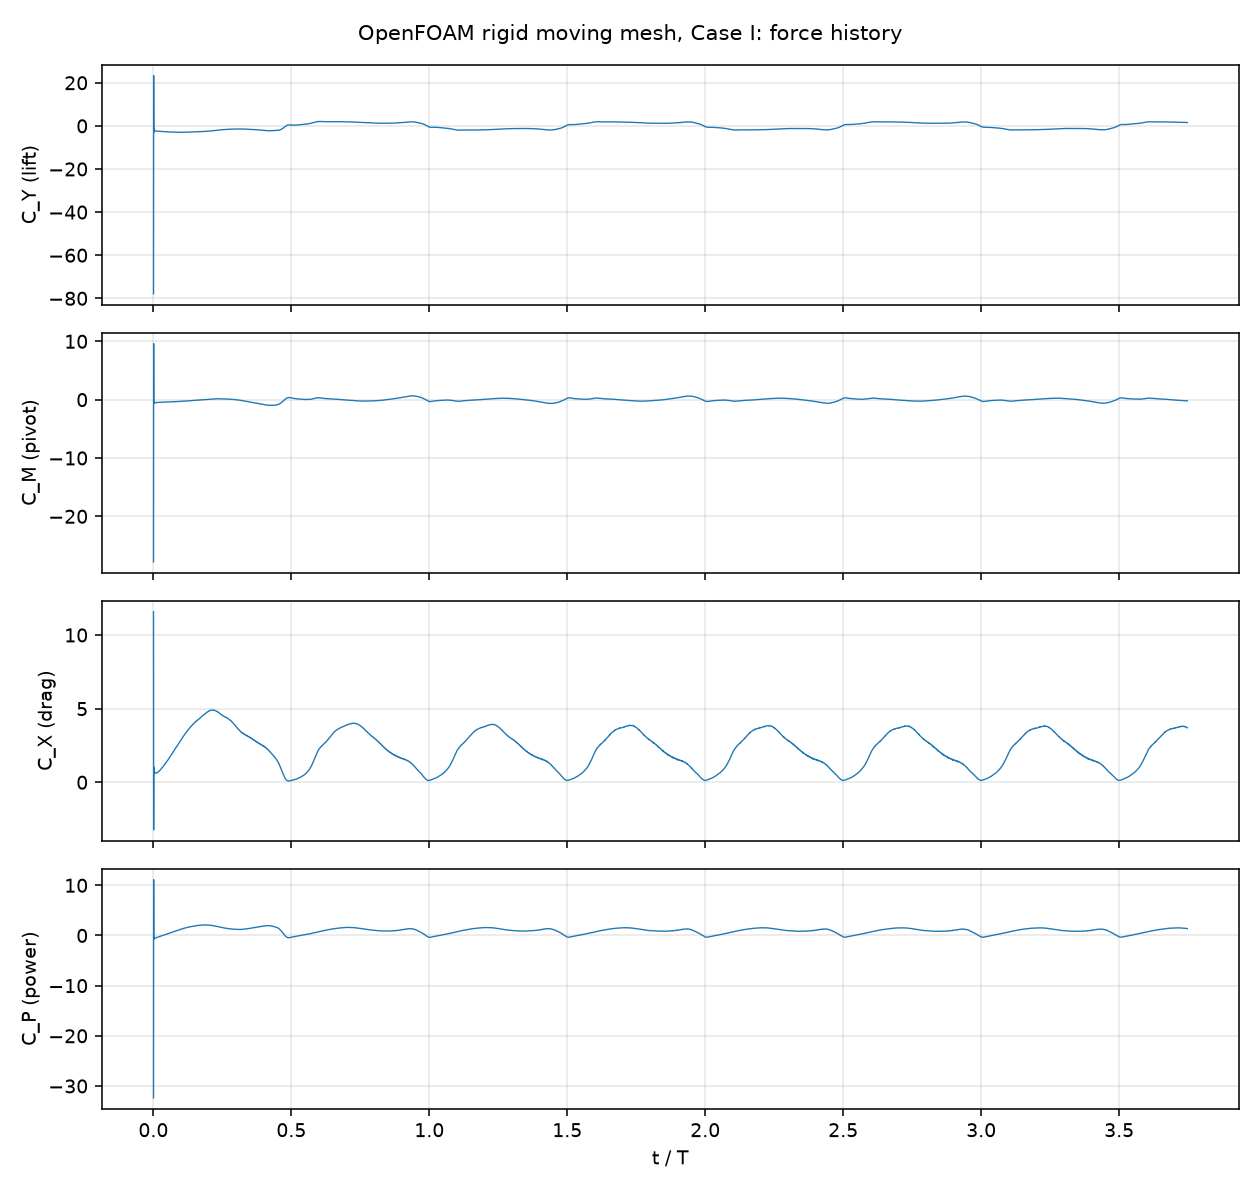 OpenFOAM rigid moving mesh, Case I: force history
20
0
−20
−40
−60
−80
C_Y (lift)
10
0
−10
−20
C_M (pivot)
10
5
0
C_X (drag)
10
0
−10
−20
−30
C_P (power)
0.0 0.5 1.0 1.5 2.0 2.5 3.0 3.5
t / T